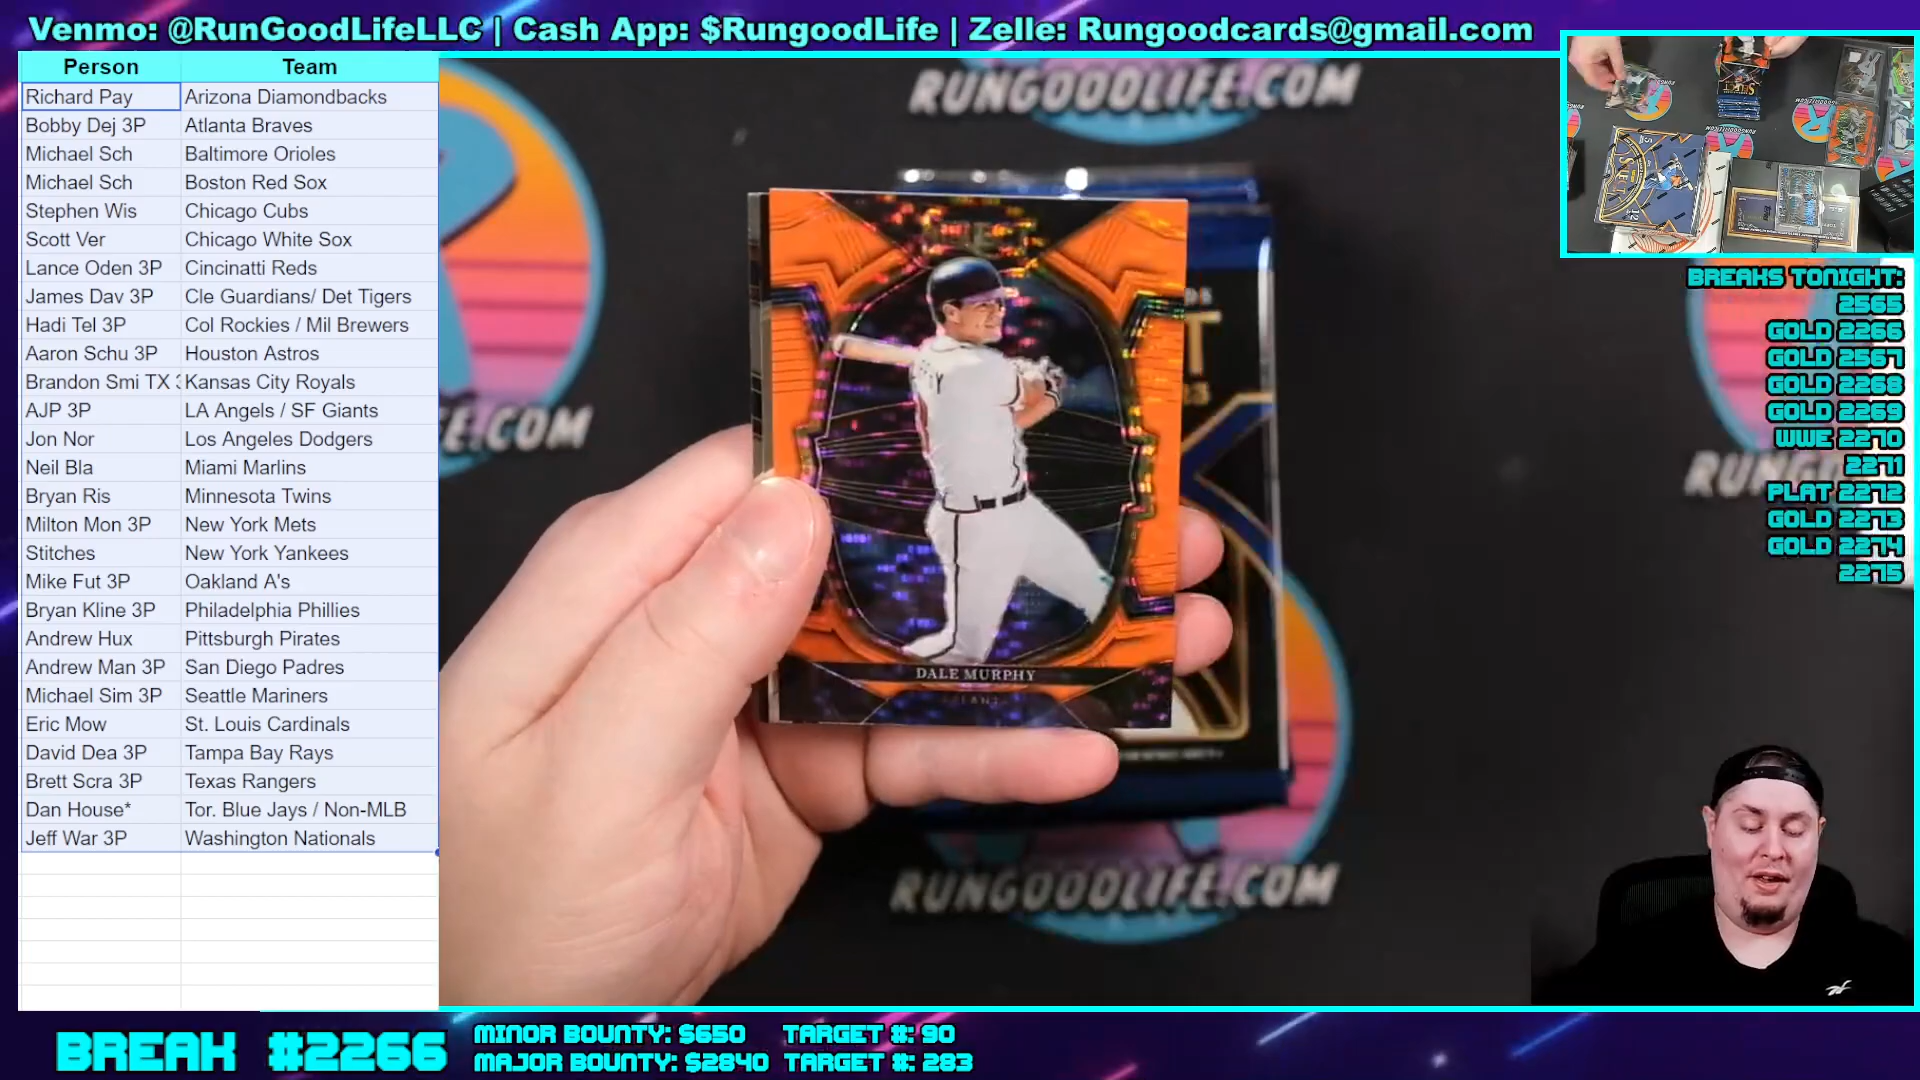 Venmo: @RunGoodLifeLLC | Cash App: $RungoodLife | Zelle: Rungoodcards@gmail.com
Person Team
Richard Pay Arizona Diamondbacks
Bobby Dej 3P Atlanta Braves
Michael Sch Baltimore Orioles
Michael Sch Boston Red Sox
Stephen Wis Chicago Cubs
Scott Ver Chicago White Sox
Lance Oden 3P Cincinatti Reds
James Dav 3P Cle Guardians/ Det Tigers
Hadi Tel 3P Col Rockies / Mil Brewers
Aaron Schu 3P Houston Astros
Brandon Smi TX Kansas City Royals
AJP 3P LA Angels / SF Giants
Jon Nor Los Angeles Dodgers
Neil Bla Miami Marlins
Bryan Ris Minnesota Twins
Milton Mon 3P New York Mets
Stitches New York Yankees
Mike Fut 3P Oakland A's
Bryan Kline 3P Philadelphia Phillies
Andrew Hux Pittsburgh Pirates
Andrew Man 3P San Diego Padres
Michael Sim 3P Seattle Mariners
Eric Mow St. Louis Cardinals
David Dea 3P Tampa Bay Rays
Brett Scra 3P Texas Rangers
Dan House* Tor. Blue Jays / Non-MLB
Jeff War 3P Washington Nationals
RUNGOODLIFE.COM
E.COM
DALE MURPHY
RUNGOODLIFE.COM
SELECT
BREAKS TONIGHT:
2565
GOLD 2266
GOLD 2567
GOLD 2268
GOLD 2269
WWE 2270
2271
PLAT 2272
GOLD 2273
GOLD 2274
2275
BREAK #2266
MINOR BOUNTY: $650 TARGET #: 90
MAJOR BOUNTY: $2840 TARGET #: 283